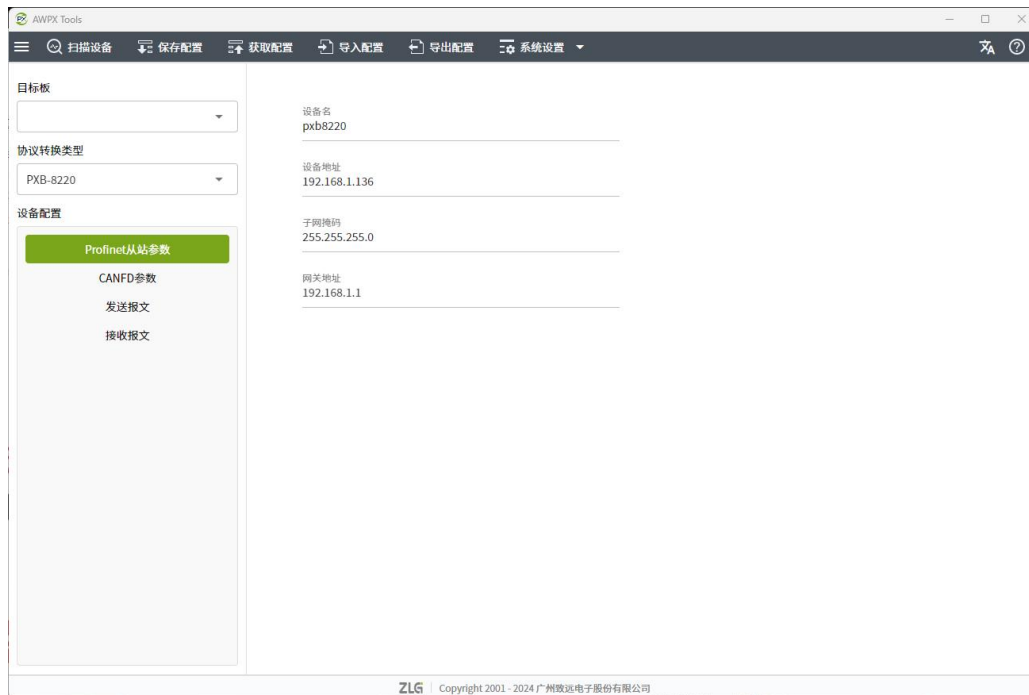 AWPX Tools
扫描设备 保存配置 获取配置 导入配置 导出配置 系统设置
目标板
协议转换类型
PXB-8220
设备配置
Profinet从站参数
CANFD参数
发送报文
接收报文
设备名
pxb8220
设备地址
192.168.1.136
子网掩码
255.255.255.0
网关地址
192.168.1.1
ZLG Copyright 2001 - 2024 广州致远电子股份有限公司